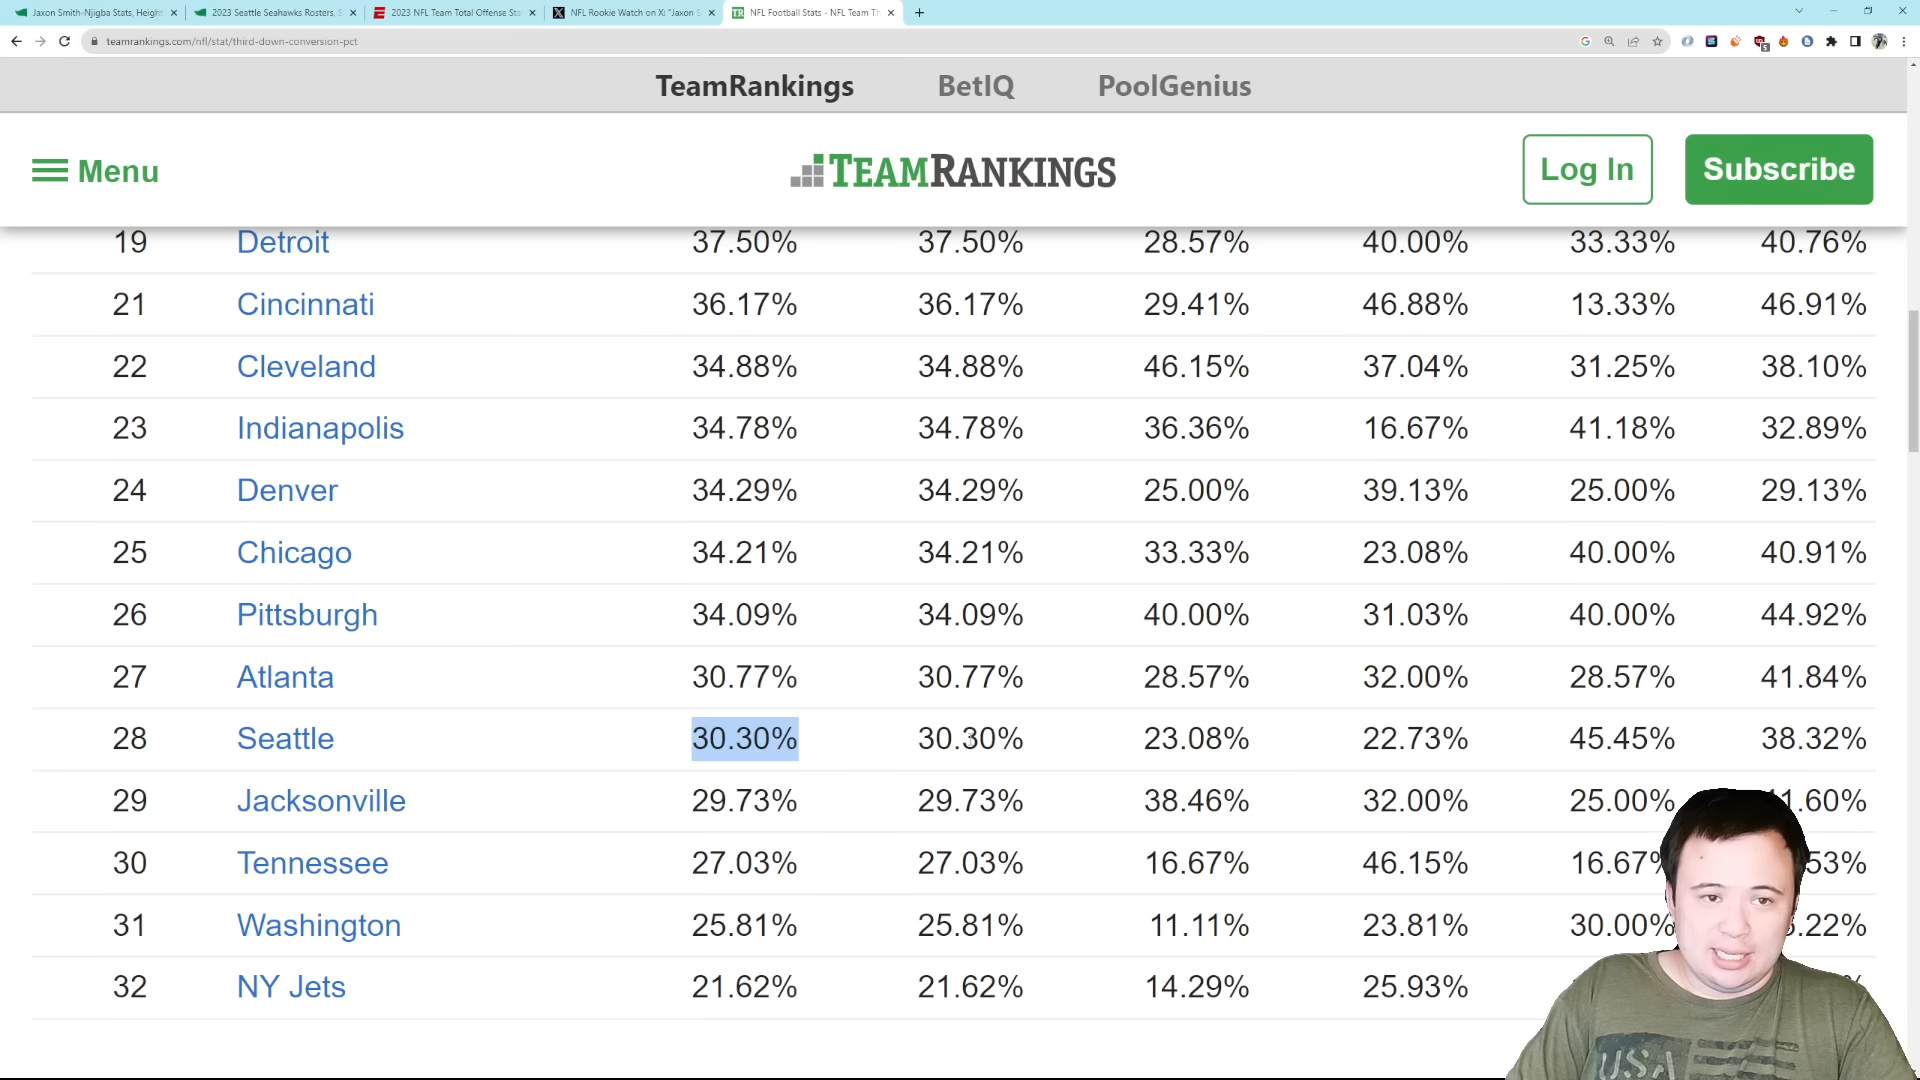 Jaxon Smith-Njigba Stats, Height
2023 Seattle Seahawks Rosters, S
2023 NFL Team Total Offense Sta
NFL Rookie Watch on X: "Jaxon S
NFL Football Stats - NFL Team Th
teamrankings.com/nfl/stat/third-down-conversion-pct
TeamRankings BetIQ PoolGenius
Menu TEAMRANKINGS Log In Subscribe
19 Detroit 37.50% 37.50% 28.57% 40.00% 33.33% 40.76%
21 Cincinnati 36.17% 36.17% 29.41% 46.88% 13.33% 46.91%
22 Cleveland 34.88% 34.88% 46.15% 37.04% 31.25% 38.10%
23 Indianapolis 34.78% 34.78% 36.36% 16.67% 41.18% 32.89%
24 Denver 34.29% 34.29% 25.00% 39.13% 25.00% 29.13%
25 Chicago 34.21% 34.21% 33.33% 23.08% 40.00% 40.91%
26 Pittsburgh 34.09% 34.09% 40.00% 31.03% 40.00% 44.92%
27 Atlanta 30.77% 30.77% 28.57% 32.00% 28.57% 41.84%
28 Seattle 30.30% 30.30% 23.08% 22.73% 45.45% 38.32%
29 Jacksonville 29.73% 29.73% 38.46% 32.00% 25.00% 1.60%
30 Tennessee 27.03% 27.03% 16.67% 46.15% 16.67% 53%
31 Washington 25.81% 25.81% 11.11% 23.81% 30.00% .22%
32 NY Jets 21.62% 21.62% 14.29% 25.93%
USA